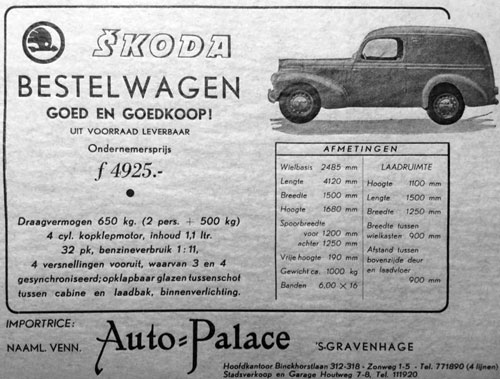 ŠKODA
BESTELWAGEN
GOED EN GOEDKOOP!
UIT VOORRAAD LEVERBAAR
Ondernemersprijs
f 4925.-
Draagvermogen 650 kg. (2 pers. + 500 kg)
4 cyl. kopklepmotor, inhoud 1,1 ltr.
32 pk, benzineverbruik 1 : 11,
4 versnellingen vooruit, waarvan 3 en 4
gesynchroniseerd; opklapbaar glazen tussenschot
tussen cabine en laadbak, binnenverlichting.
AFMETINGEN
Wielbasis 2485 mm
Lengte 4120 mm
Breedte 1500 mm
Hoogte 1680 mm
Spoorbreedte
voor 1200 mm
achter 1250 mm
Vrije hoogte 190 mm
Gewicht ca. 1000 kg
Banden 6,00 × 16
LAADRUIMTE
Hoogte 1100 mm
Lengte 1500 mm
Breedte 1250 mm
Breedte tussen
wielkasten 900 mm
Afstand tussen
bovenzijde deur
en laadvloer
900 mm
IMPORTRICE:
NAAML. VENN. Auto=Palace 'S-GRAVENHAGE
Hoofdkantoor Binckhorstlaan 312-318 - Zonweg 1-5 - Tel. 771890 (4 lijnen)
Stadsverkoop en Garage Houtweg 7-8, Tel. 111920